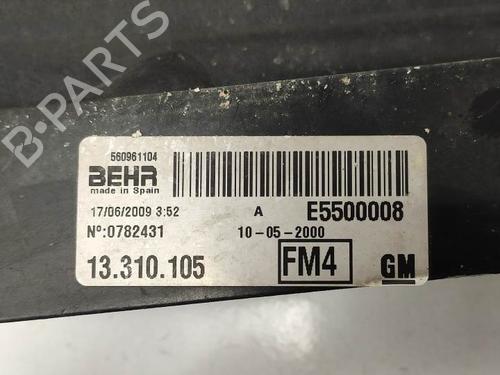 B-PARTS
560961104
BEHR
made in Spain
17/06/2009 3:52 A E5500008
Nº:0782431 10-05-2000
13.310.105 FM4 GM